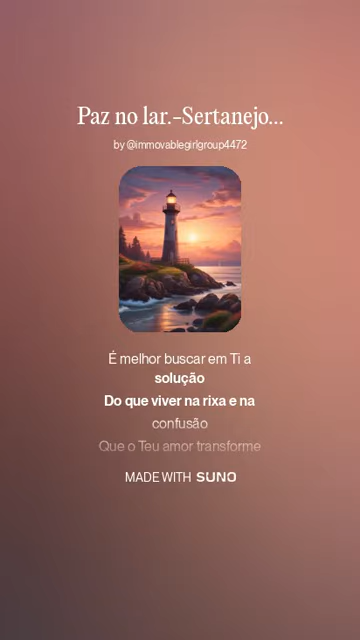 Paz no lar.-Sertanejo...
by @immovablegirlgroup4472
É melhor buscar em Ti a
solução
Do que viver na rixa e na
confusão
Que o Teu amor transforme
MADE WITH SUNO